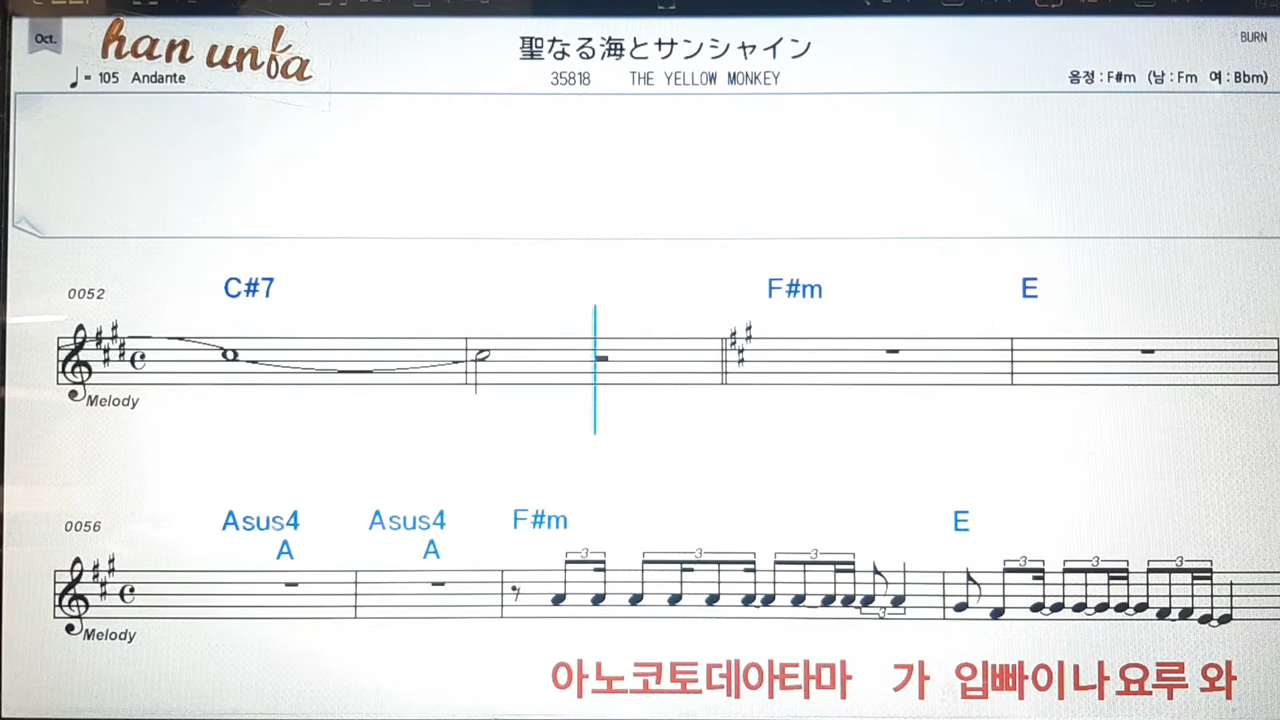 Oct.
han unba
聖なる海とサンシャイン
BURN
♩= 105 Andante
35818 THE YELLOW MONKEY
음정 : F#m (남 : Fm 여 : Bbm)
0052
C#7 F#m E
Melody
0056
Asus4 Asus4 F#m E
A A
3 3 3 3 3 3
3
Melody
아노코토데아타마 가 입빠이나요루 와